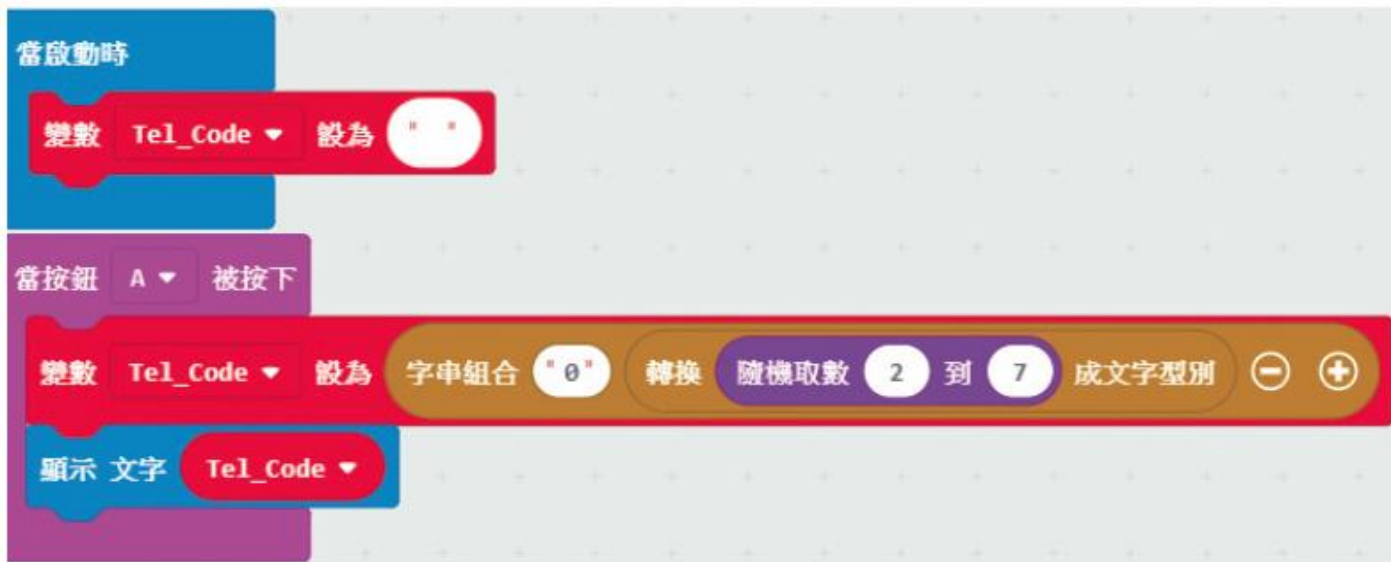 當啟動時
變數 Tel_Code 設為 " "
當按鈕 A 被按下
變數 Tel_Code 設為 字串組合 "0" 轉換 隨機取數 2 到 7 成文字型別
顯示 文字 Tel_Code